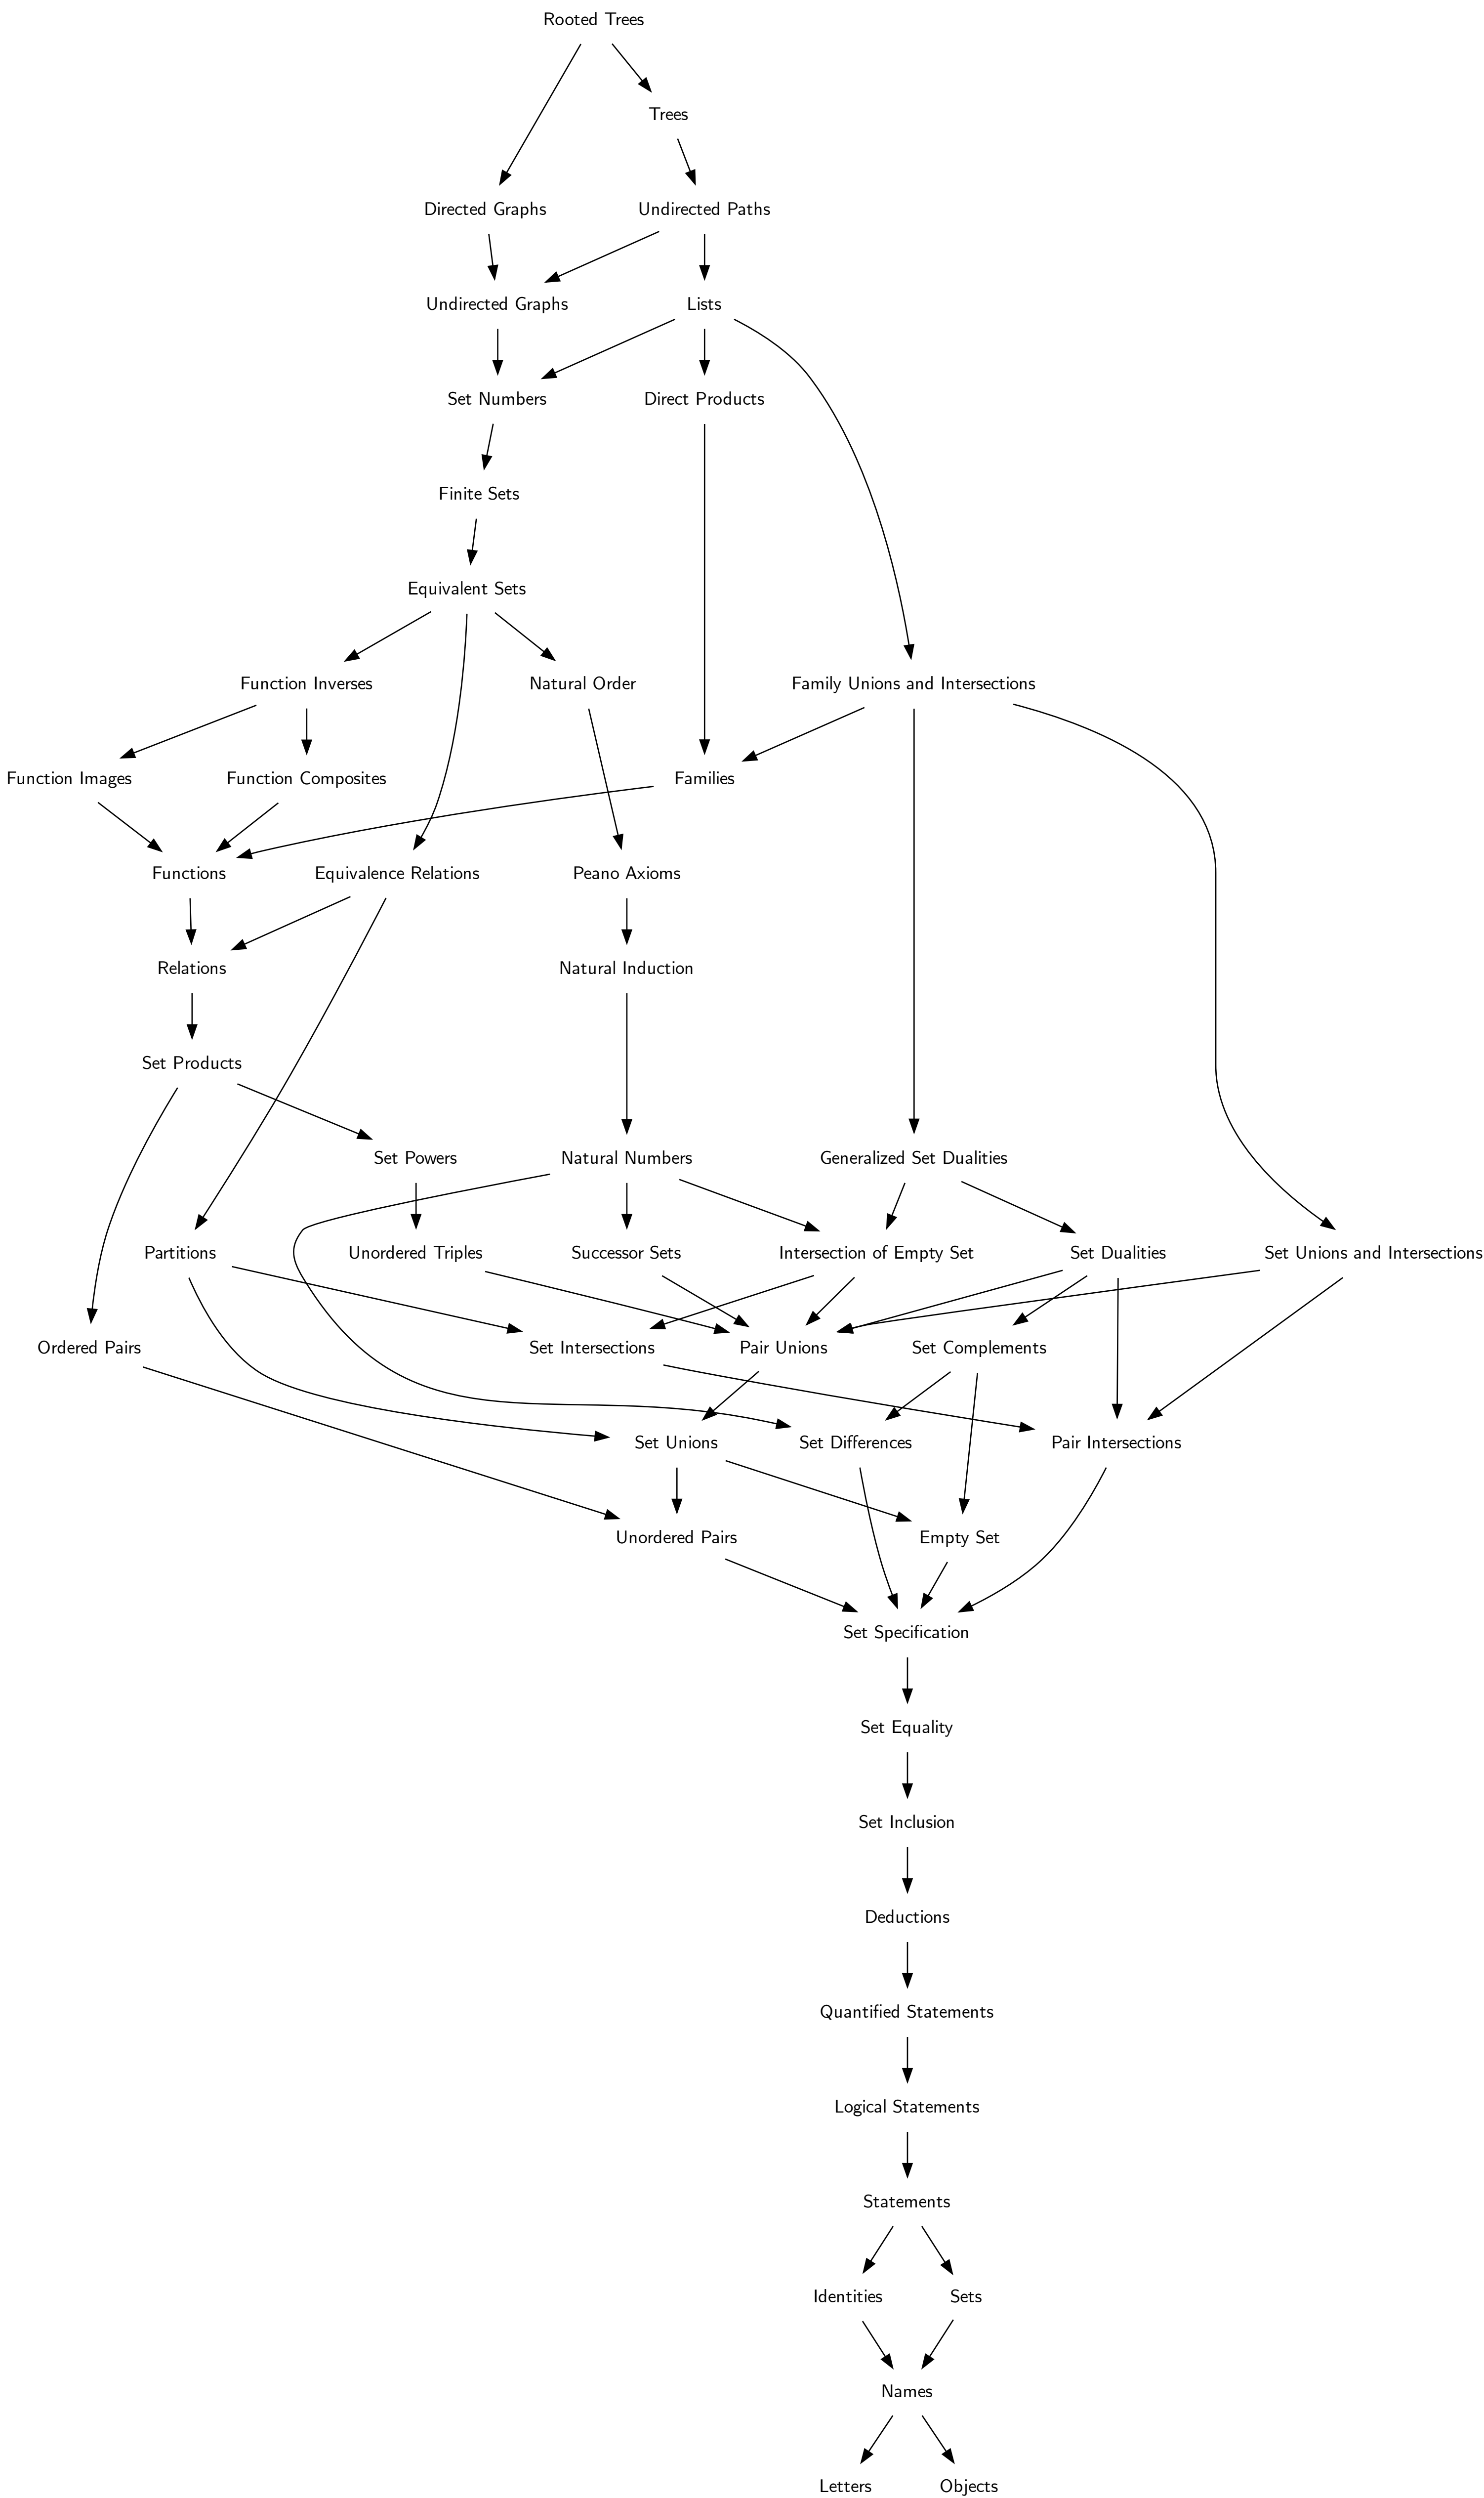 Rooted Trees
Trees
Directed Graphs
Undirected Paths
Undirected Graphs
Lists
Set Numbers
Direct Products
Finite Sets
Equivalent Sets
Function Inverses
Natural Order
Family Unions and Intersections
Function Images
Function Composites
Families
Functions
Equivalence Relations
Peano Axioms
Relations
Natural Induction
Set Products
Set Powers
Natural Numbers
Generalized Set Dualities
Partitions
Unordered Triples
Successor Sets
Intersection of Empty Set
Set Dualities
Set Unions and Intersections
Ordered Pairs
Set Intersections
Pair Unions
Set Complements
Set Unions
Set Differences
Pair Intersections
Unordered Pairs
Empty Set
Set Specification
Set Equality
Set Inclusion
Deductions
Quantified Statements
Logical Statements
Statements
Identities
Sets
Names
Letters
Objects